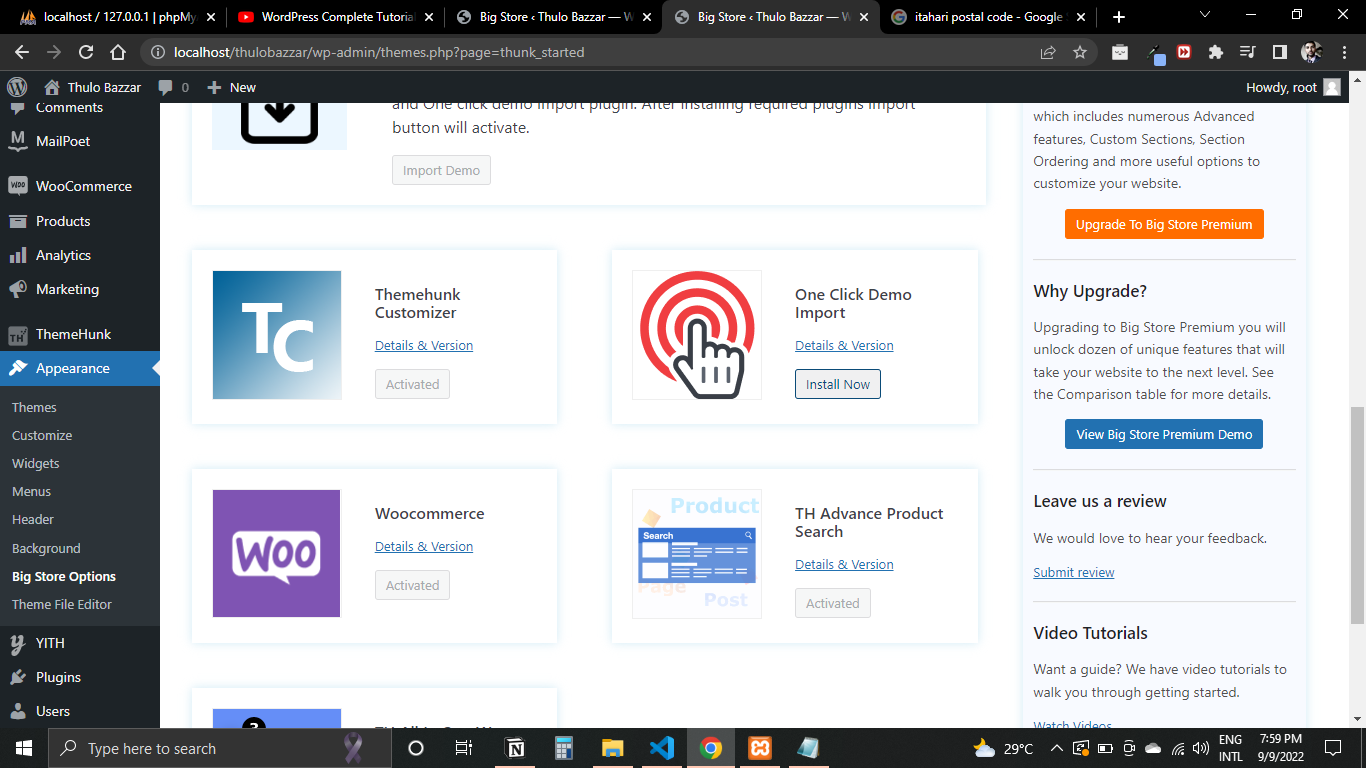 localhost / 127.0.0.1 | phpMy
WordPress Complete Tutoria
Big Store ‹ Thulo Bazzar — W
Big Store ‹ Thulo Bazzar — W
itahari postal code - Google
localhost/thulobazzar/wp-admin/themes.php?page=thunk_started
Thulo Bazzar
0
New
Howdy, root
Comments
MailPoet
WooCommerce
Products
Analytics
Marketing
ThemeHunk
Appearance
Themes
Customize
Widgets
Menus
Header
Background
Big Store Options
Theme File Editor
YITH
Plugins
Users
and One click demo import plugin. After installing required plugins import
button will activate.
Import Demo
TC
Themehunk
Customizer
Details & Version
Activated
One Click Demo
Import
Details & Version
Install Now
WOO
Woocommerce
Details & Version
Activated
Product
Search
Page
Post
TH Advance Product
Search
Details & Version
Activated
which includes numerous Advanced
features, Custom Sections, Section
Ordering and more useful options to
customize your website.
Upgrade To Big Store Premium
Why Upgrade?
Upgrading to Big Store Premium you will
unlock dozen of unique features that will
take your website to the next level. See
the Comparison table for more details.
View Big Store Premium Demo
Leave us a review
We would love to hear your feedback.
Submit review
Video Tutorials
Want a guide? We have video tutorials to
walk you through getting started.
Watch Videos
Type here to search
29°C
ENG
INTL
7:59 PM
9/9/2022